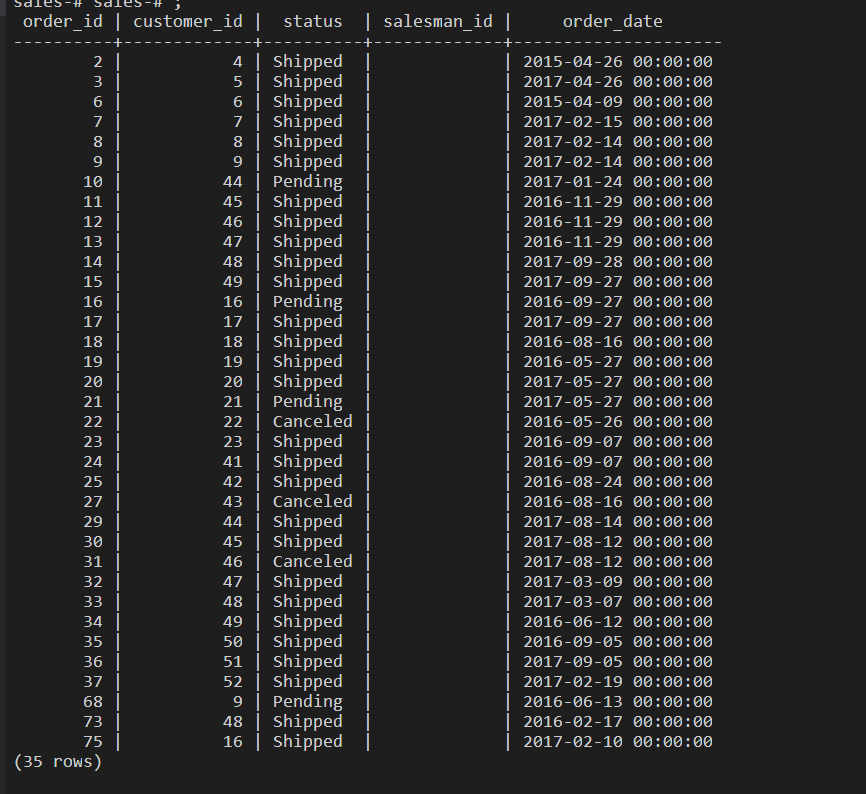 sales-# sales-# ;
 order_id | customer_id |  status  | salesman_id |     order_date
----------+-------------+----------+-------------+---------------------
        2 |           4 | Shipped  |             | 2015-04-26 00:00:00
        3 |           5 | Shipped  |             | 2017-04-26 00:00:00
        6 |           6 | Shipped  |             | 2015-04-09 00:00:00
        7 |           7 | Shipped  |             | 2017-02-15 00:00:00
        8 |           8 | Shipped  |             | 2017-02-14 00:00:00
        9 |           9 | Shipped  |             | 2017-02-14 00:00:00
       10 |          44 | Pending  |             | 2017-01-24 00:00:00
       11 |          45 | Shipped  |             | 2016-11-29 00:00:00
       12 |          46 | Shipped  |             | 2016-11-29 00:00:00
       13 |          47 | Shipped  |             | 2016-11-29 00:00:00
       14 |          48 | Shipped  |             | 2017-09-28 00:00:00
       15 |          49 | Shipped  |             | 2017-09-27 00:00:00
       16 |          16 | Pending  |             | 2016-09-27 00:00:00
       17 |          17 | Shipped  |             | 2017-09-27 00:00:00
       18 |          18 | Shipped  |             | 2016-08-16 00:00:00
       19 |          19 | Shipped  |             | 2016-05-27 00:00:00
       20 |          20 | Shipped  |             | 2017-05-27 00:00:00
       21 |          21 | Pending  |             | 2017-05-27 00:00:00
       22 |          22 | Canceled |             | 2016-05-26 00:00:00
       23 |          23 | Shipped  |             | 2016-09-07 00:00:00
       24 |          41 | Shipped  |             | 2016-09-07 00:00:00
       25 |          42 | Shipped  |             | 2016-08-24 00:00:00
       27 |          43 | Canceled |             | 2016-08-16 00:00:00
       29 |          44 | Shipped  |             | 2017-08-14 00:00:00
       30 |          45 | Shipped  |             | 2017-08-12 00:00:00
       31 |          46 | Canceled |             | 2017-08-12 00:00:00
       32 |          47 | Shipped  |             | 2017-03-09 00:00:00
       33 |          48 | Shipped  |             | 2017-03-07 00:00:00
       34 |          49 | Shipped  |             | 2016-06-12 00:00:00
       35 |          50 | Shipped  |             | 2016-09-05 00:00:00
       36 |          51 | Shipped  |             | 2017-09-05 00:00:00
       37 |          52 | Shipped  |             | 2017-02-19 00:00:00
       68 |           9 | Pending  |             | 2016-06-13 00:00:00
       73 |          48 | Shipped  |             | 2016-02-17 00:00:00
       75 |          16 | Shipped  |             | 2017-02-10 00:00:00
(35 rows)